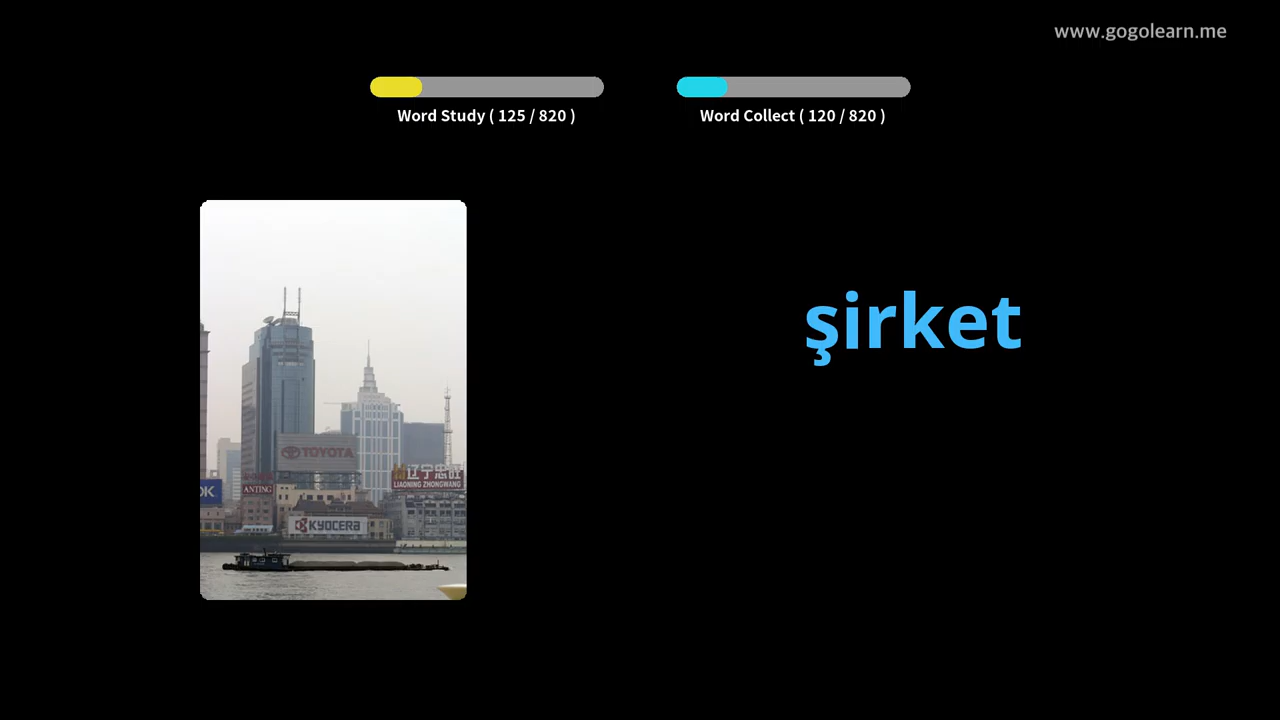 www.gogolearn.me
Word Study ( 125 / 820 )
Word Collect ( 120 / 820 )
şirket
TOYOTA
辽宁忠旺
LIAONING ZHONGWANG
OK
ANTING
KYOCERA